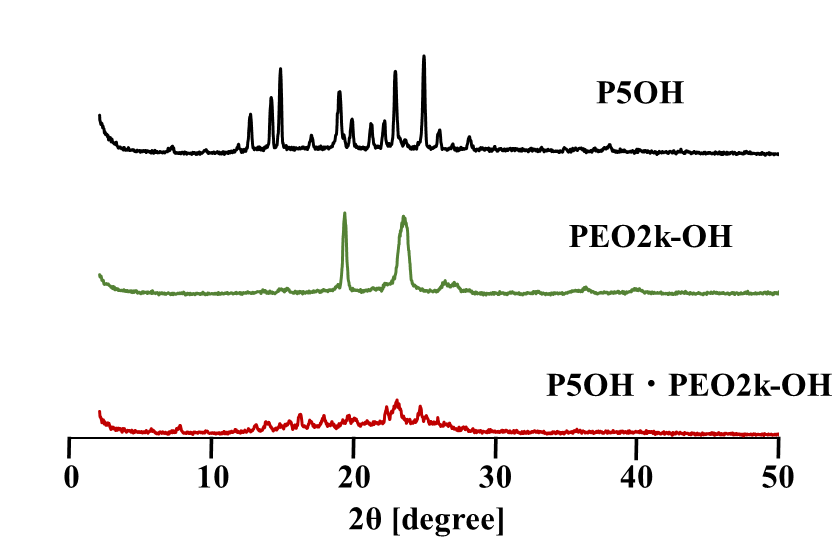 P5OH
PEO2k-OH
P5OH・PEO2k-OH
0 10 20 30 40 50
2θ [degree]